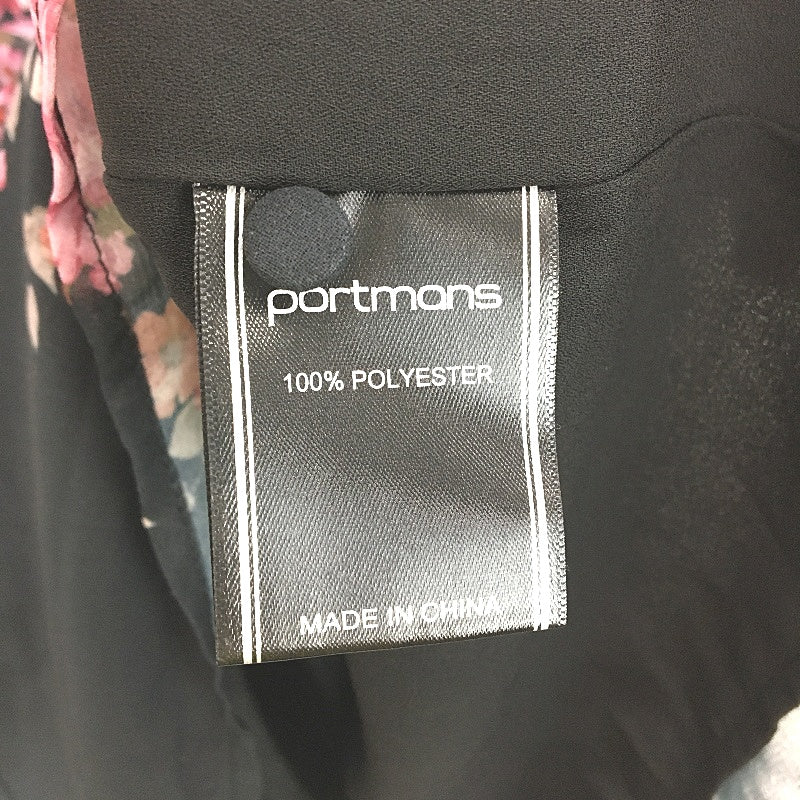 portmans
100% POLYESTER
MADE IN CHINA